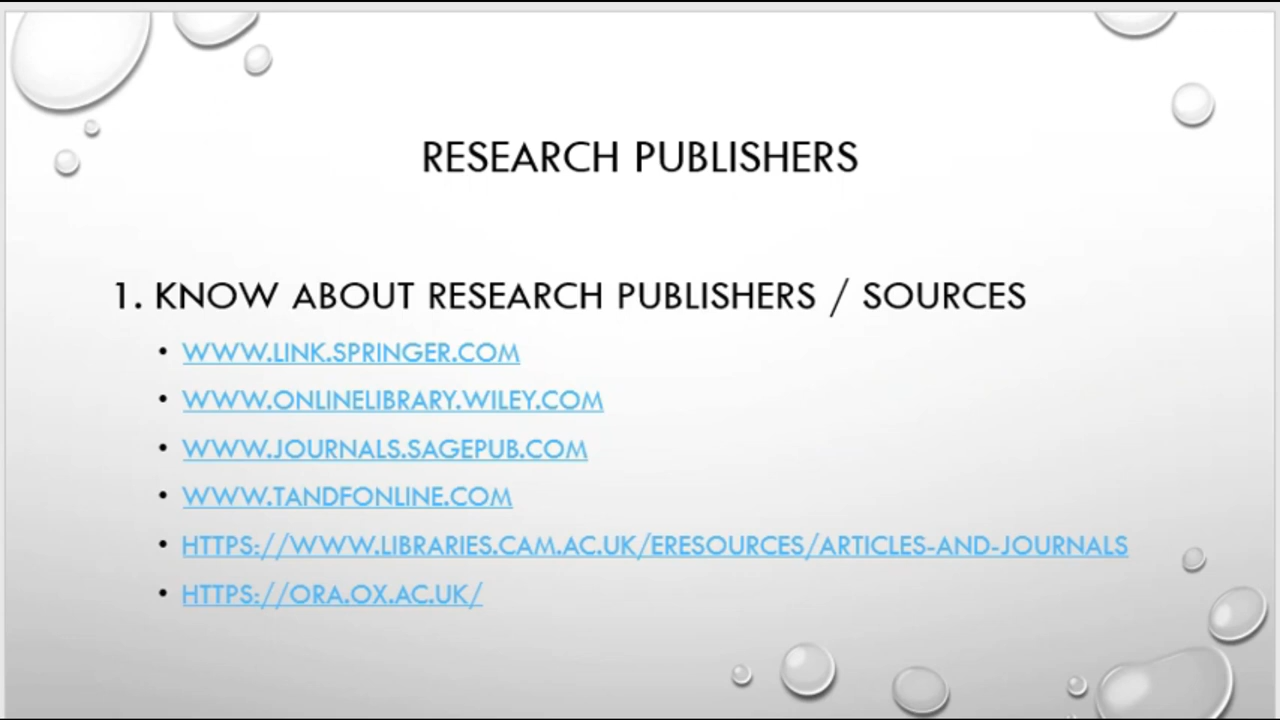 RESEARCH PUBLISHERS
1. KNOW ABOUT RESEARCH PUBLISHERS / SOURCES
• WWW.LINK.SPRINGER.COM
• WWW.ONLINELIBRARY.WILEY.COM
• WWW.JOURNALS.SAGEPUB.COM
• WWW.TANDFONLINE.COM
• HTTPS://WWW.LIBRARIES.CAM.AC.UK/ERESOURCES/ARTICLES-AND-JOURNALS
• HTTPS://ORA.OX.AC.UK/